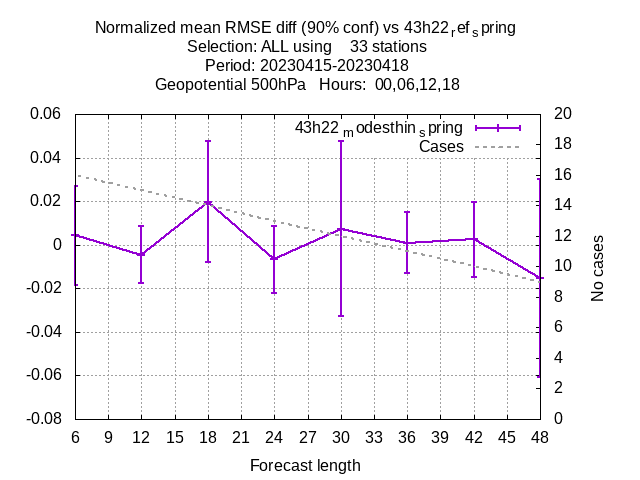 Normalized mean RMSE diff (90% conf) vs 43h22refspring
Selection: ALL using    33 stations
Period: 20230415-20230418
Geopotential 500hPa   Hours:  00,06,12,18
43h22modesthinspring
Cases
0.06
0.04
0.02
0
-0.02
-0.04
-0.06
-0.08
20
18
16
14
12
10
8
6
4
2
0
No cases
6 9 12 15 18 21 24 27 30 33 36 39 42 45 48
Forecast length